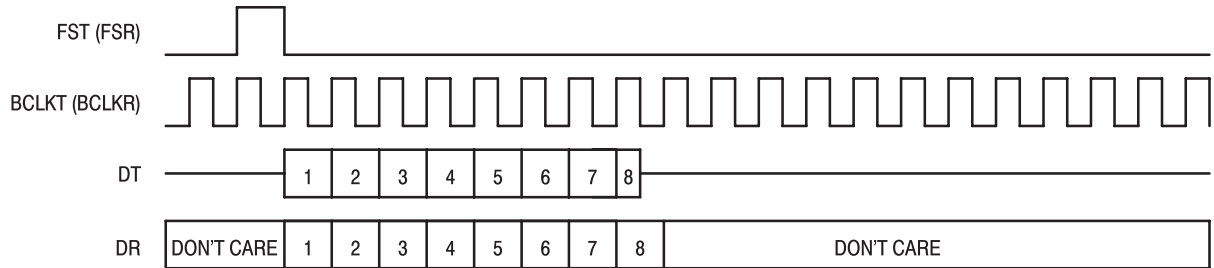 FST (FSR)
BCLKT (BCLKR)
DT 1 2 3 4 5 6 7 8
DR DON'T CARE 1 2 3 4 5 6 7 8 DON'T CARE